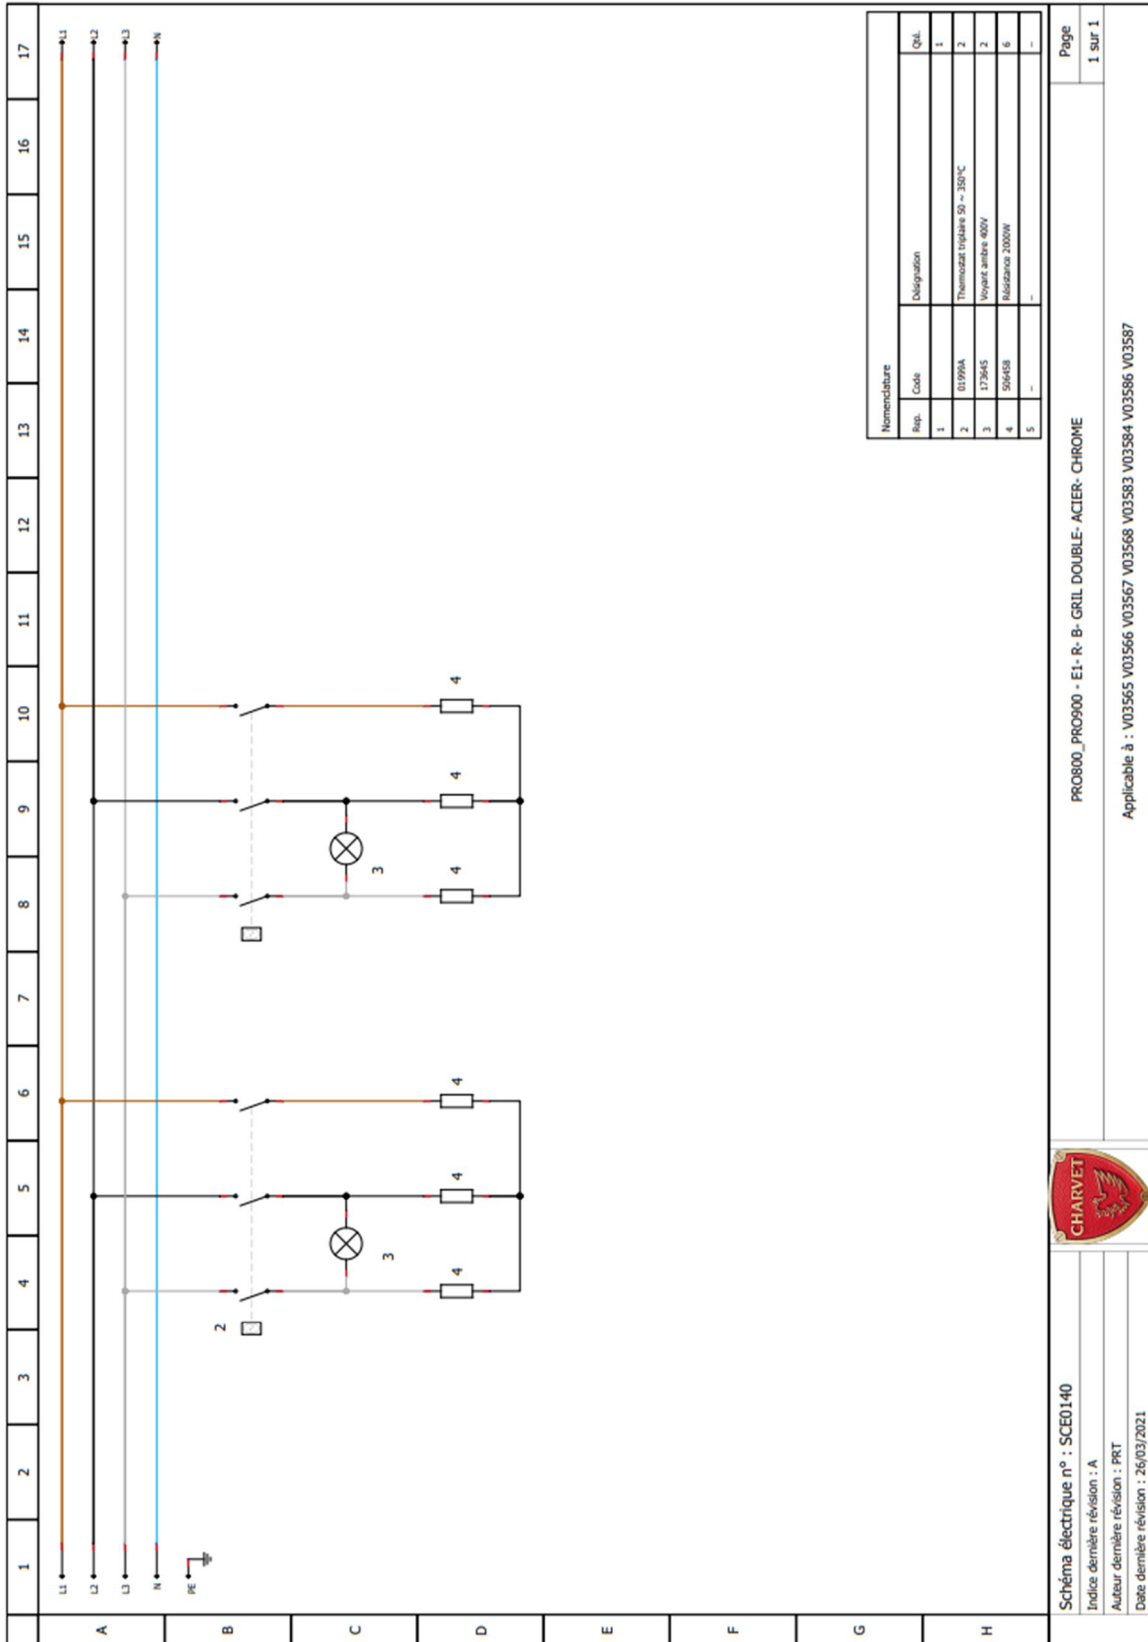 1 2 3 4 5 6 7 8 9 10 11 12 13 14 15 16 17
A
B
C
D
E
F
G
H
L1 L1
L2 L2
L3 L3
N N
PE
2
3 3
4 4 4 4 4 4
Nomenclature
Rep. Code Désignation Qté.
1 1
2 01999A Thermostat triplaire 50 ~ 350°C 2
3 173645 Voyant ambre 400V 2
4 506458 Résistance 2000W 6
5 -- -- --
Schéma électrique n° : SCE0140
Indice dernière révision : A
Auteur dernière révision : PRT
Date dernière révision : 26/03/2021
CHARVET
PRO800_PRO900 - E1- R- B- GRIL DOUBLE- ACIER- CHROME
Applicable à : V03565 V03566 V03567 V03568 V03583 V03584 V03586 V03587
Page
1 sur 1